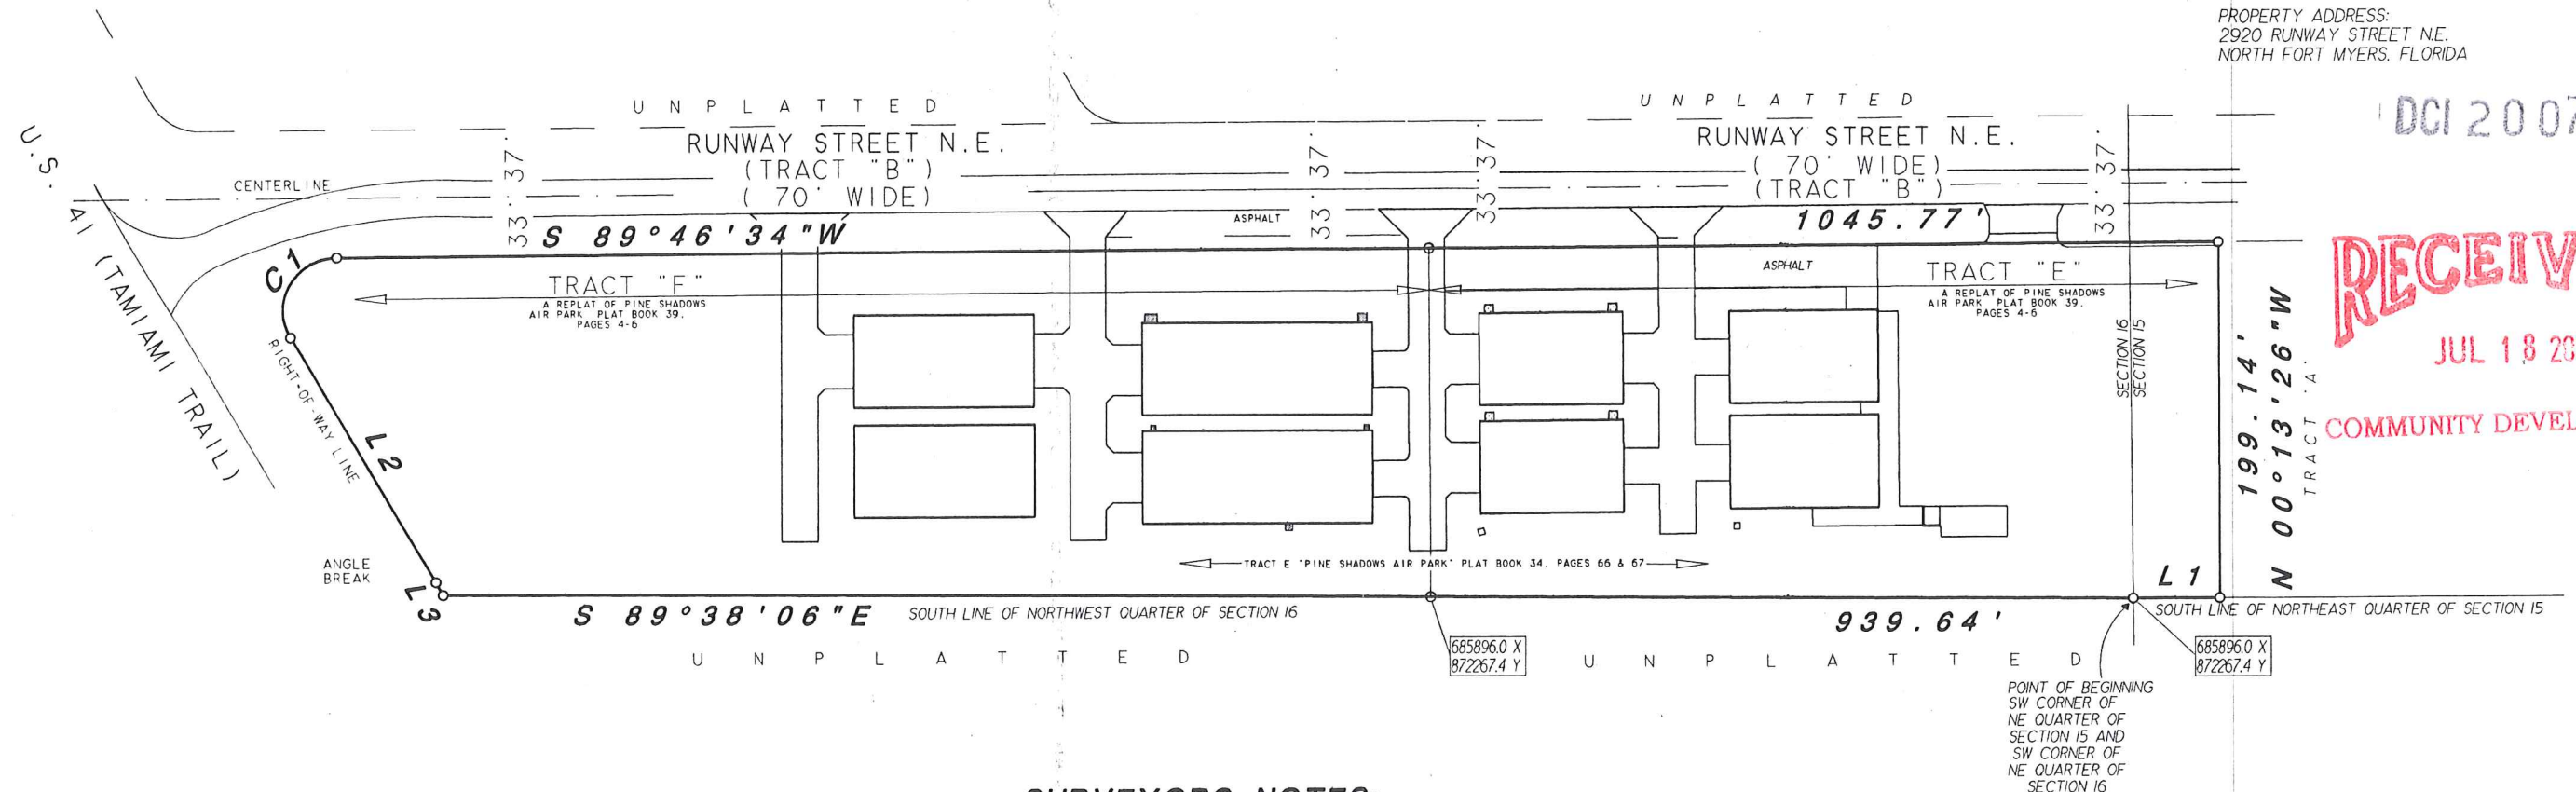 PROPERTY ADDRESS:
2920 RUNWAY STREET N.E.
NORTH FORT MYERS, FLORIDA
DCI 2007
UNPLATTED
UNPLATTED
RUNWAY STREET N.E.
(TRACT "B")
( 70' WIDE)
RUNWAY STREET N.E.
( 70' WIDE)
(TRACT "B")
U.S. 41 (TAMIAMI TRAIL)
CENTERLINE
33' 37'
33' 37'
33' 37'
33' 37'
S 89°46'34"W
ASPHALT
1045.77'
C1
TRACT "F"
A REPLAT OF PINE SHADOWS
AIR PARK PLAT BOOK 39,
PAGES 4-6
ASPHALT
TRACT "E"
A REPLAT OF PINE SHADOWS
AIR PARK PLAT BOOK 39,
PAGES 4-6
RECEIV
JUL 18 20
COMMUNITY DEVEL
SECTION 16
SECTION 15
199.14'
N 00°13'26"W
TRACT 'A'
RIGHT-OF-WAY LINE
L2
ANGLE
BREAK
L3
TRACT E "PINE SHADOWS AIR PARK" PLAT BOOK 34, PAGES 66 & 67
L1
S 89°38'06"E
SOUTH LINE OF NORTHWEST QUARTER OF SECTION 16
939.64'
SOUTH LINE OF NORTHEAST QUARTER OF SECTION 15
UNPLATTED
685896.0 X
872267.4 Y
UNPLATTED
685896.0 X
872267.4 Y
POINT OF BEGINNING
SW CORNER OF
NE QUARTER OF
SECTION 15 AND
SW CORNER OF
NE QUARTER OF
SECTION 16
SURVEYORS NOTES